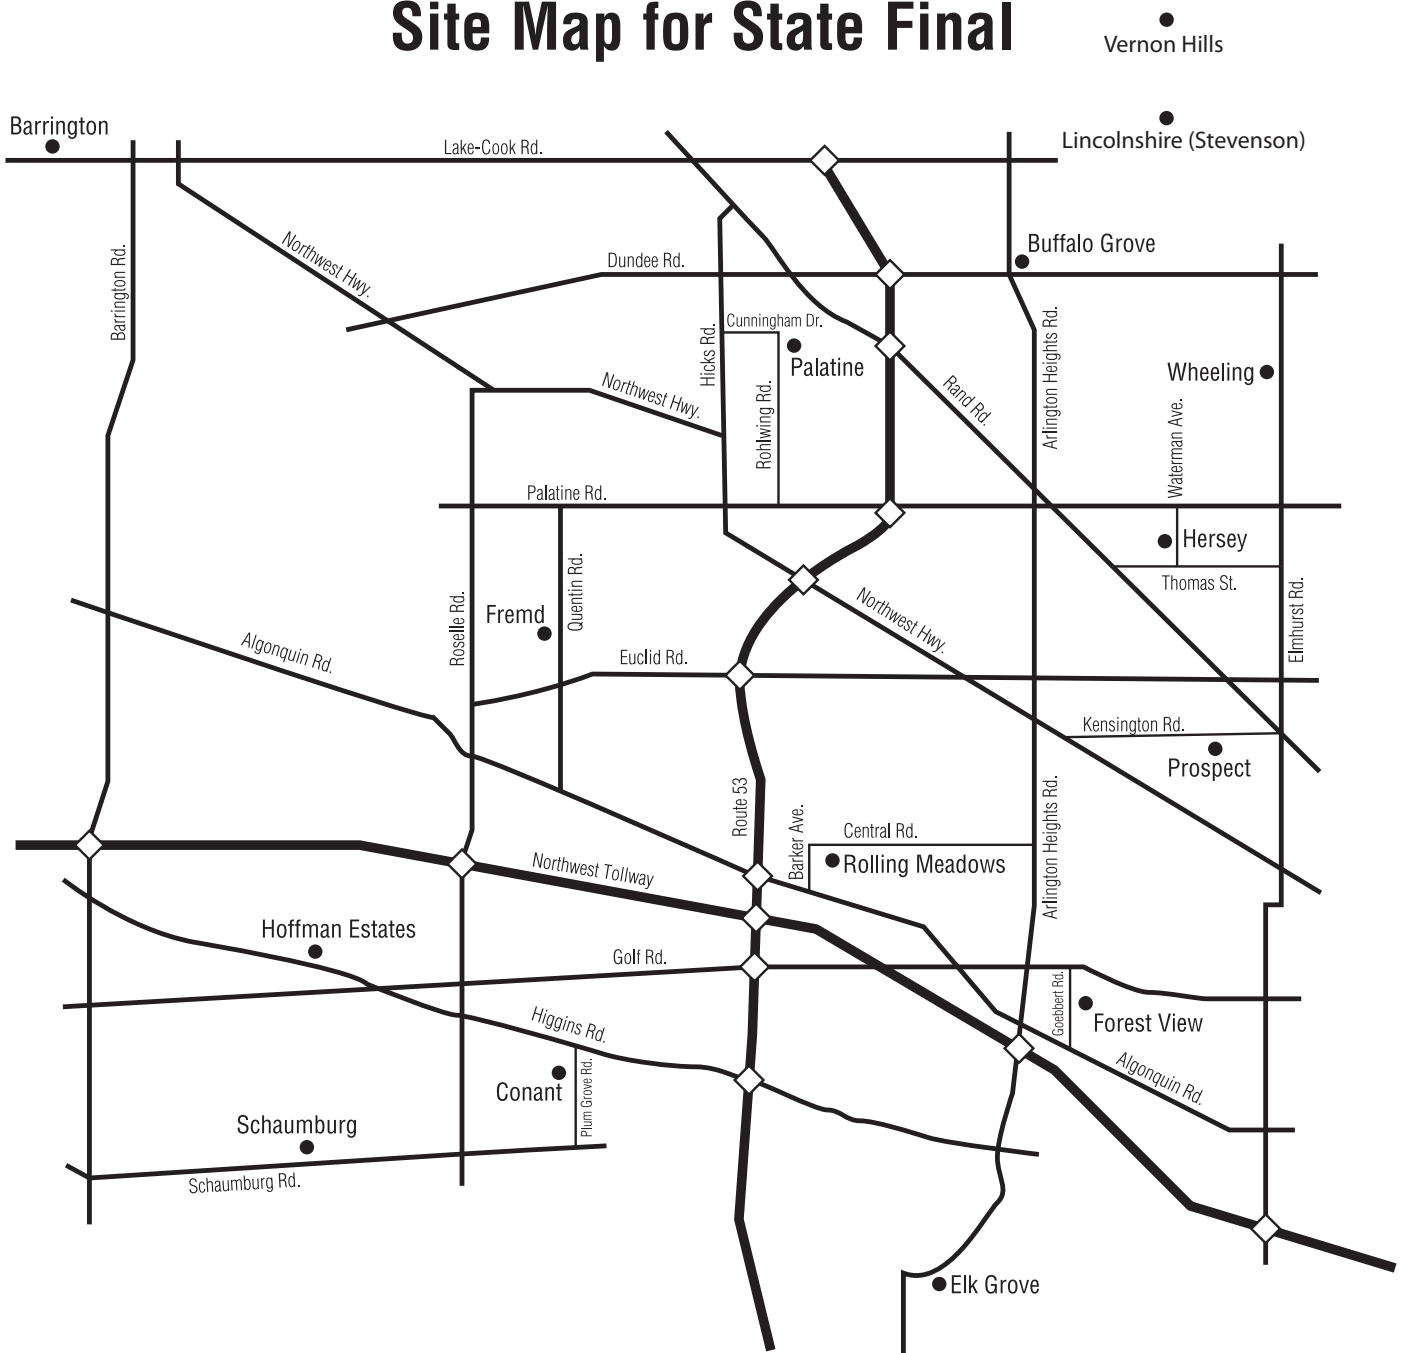 Site Map for State Final
Vernon Hills
Lincolnshire (Stevenson)
Barrington
Lake-Cook Rd.
Barrington Rd.
Northwest Hwy.
Dundee Rd.
Buffalo Grove
Hicks Rd.
Cunningham Dr.
Palatine
Rohlwing Rd.
Northwest Hwy.
Rand Rd.
Arlington Heights Rd.
Wheeling
Waterman Ave.
Palatine Rd.
Hersey
Thomas St.
Elmhurst Rd.
Roselle Rd.
Fremd
Quentin Rd.
Algonquin Rd.
Euclid Rd.
Northwest Hwy.
Kensington Rd.
Prospect
Route 53
Barker Ave.
Central Rd.
Rolling Meadows
Arlington Heights Rd.
Northwest Tollway
Hoffman Estates
Golf Rd.
Goebbert Rd.
Forest View
Higgins Rd.
Algonquin Rd.
Conant
Plum Grove Rd.
Schaumburg
Schaumburg Rd.
Elk Grove